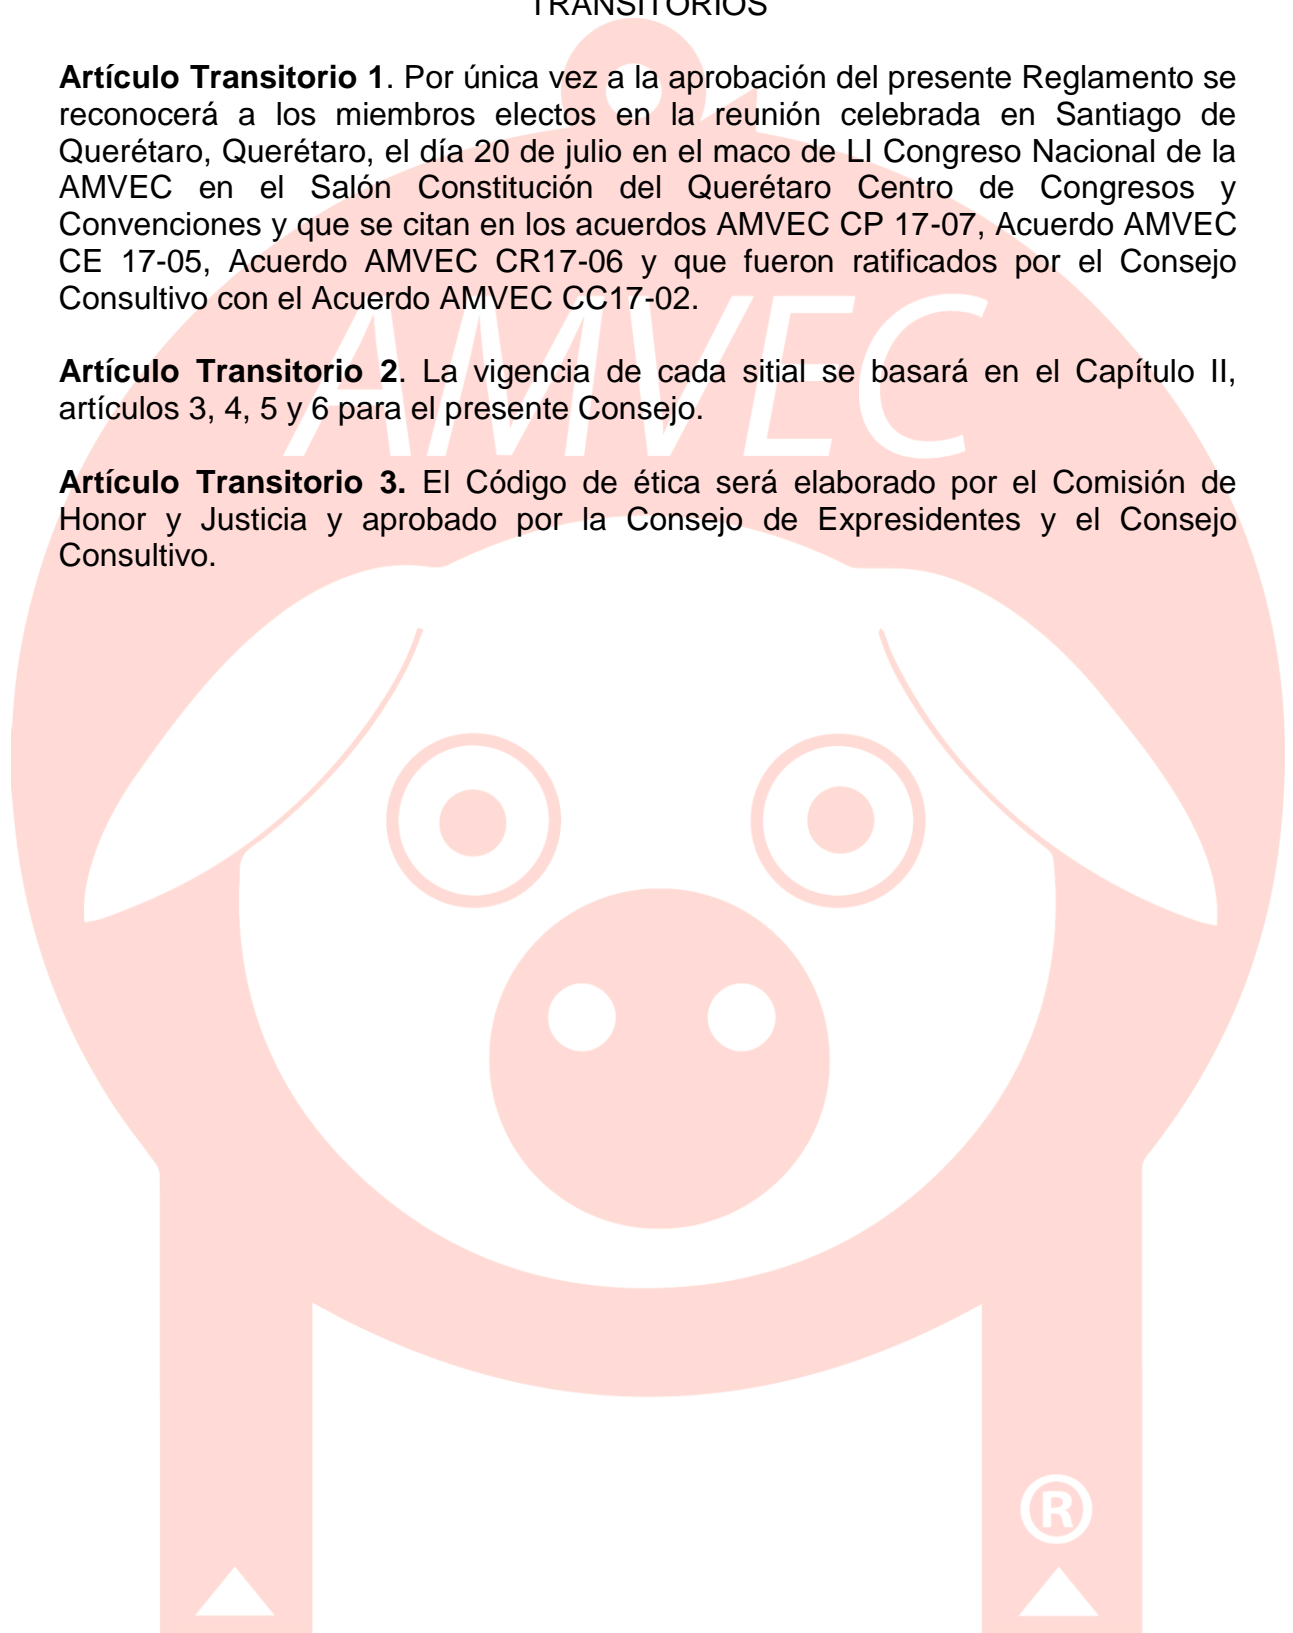 TRANSITORIOS
Artículo Transitorio 1. Por única vez a la aprobación del presente Reglamento se
reconocerá a los miembros electos en la reunión celebrada en Santiago de
Querétaro, Querétaro, el día 20 de julio en el maco de LI Congreso Nacional de la
AMVEC en el Salón Constitución del Querétaro Centro de Congresos y
Convenciones y que se citan en los acuerdos AMVEC CP 17-07, Acuerdo AMVEC
CE 17-05, Acuerdo AMVEC CR17-06 y que fueron ratificados por el Consejo
Consultivo con el Acuerdo AMVEC CC17-02.
AMVEC
Artículo Transitorio 2. La vigencia de cada sitial se basará en el Capítulo II,
artículos 3, 4, 5 y 6 para el presente Consejo.
Artículo Transitorio 3. El Código de ética será elaborado por el Comisión de
Honor y Justicia y aprobado por la Consejo de Expresidentes y el Consejo
Consultivo.
®